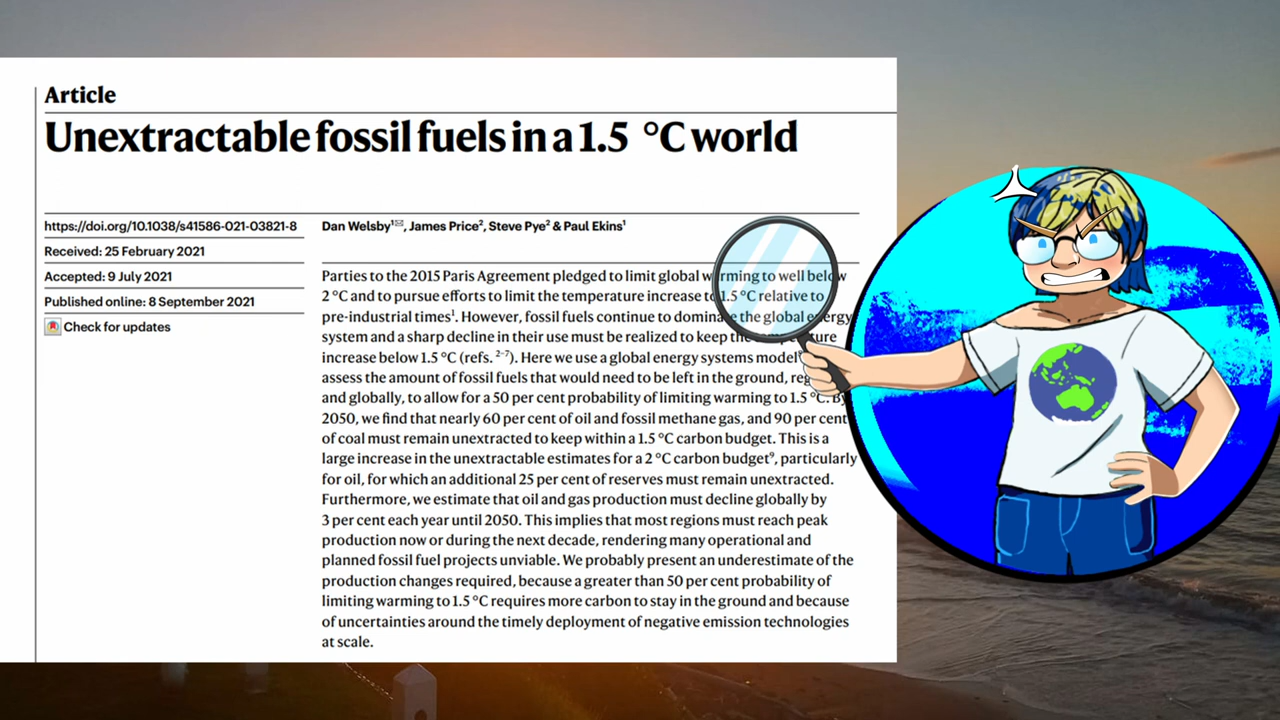 Article
Unextractable fossil fuels in a 1.5 °C world
https://doi.org/10.1038/s41586-021-03821-8
Received: 25 February 2021
Accepted: 9 July 2021
Published online: 8 September 2021
Check for updates
Dan Welsby¹✉, James Price², Steve Pye² & Paul Ekins¹
Parties to the 2015 Paris Agreement pledged to limit global warming to well below
2 °C and to pursue efforts to limit the temperature increase to 1.5 °C relative to
pre-industrial times¹. However, fossil fuels continue to dominate the global energy
system and a sharp decline in their use must be realized to keep the temperature
increase below 1.5 °C (refs. ²⁻⁷). Here we use a global energy systems model⁸
assess the amount of fossil fuels that would need to be left in the ground,
and globally, to allow for a 50 per cent probability of limiting warming to 1.5 °C. By
2050, we find that nearly 60 per cent of oil and fossil methane gas, and 90 per cent
of coal must remain unextracted to keep within a 1.5 °C carbon budget. This is a
large increase in the unextractable estimates for a 2 °C carbon budget⁹, particularly
for oil, for which an additional 25 per cent of reserves must remain unextracted.
Furthermore, we estimate that oil and gas production must decline globally by
3 per cent each year until 2050. This implies that most regions must reach peak
production now or during the next decade, rendering many operational and
planned fossil fuel projects unviable. We probably present an underestimate of the
production changes required, because a greater than 50 per cent probability of
limiting warming to 1.5 °C requires more carbon to stay in the ground and because
of uncertainties around the timely deployment of negative emission technologies
at scale.